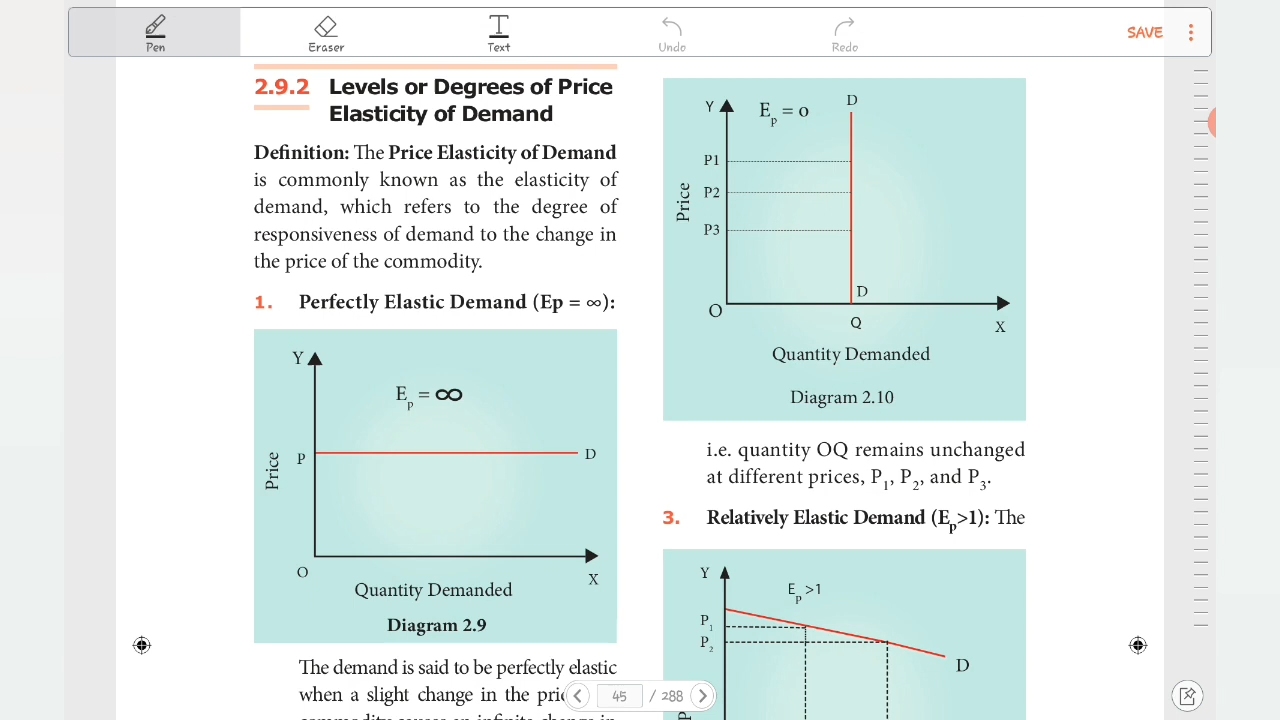 Pen
Eraser
Text
Undo
Redo
SAVE
2.9.2 Levels or Degrees of Price
Elasticity of Demand
Definition: The Price Elasticity of Demand
is commonly known as the elasticity of
demand, which refers to the degree of
responsiveness of demand to the change in
the price of the commodity.
1. Perfectly Elastic Demand (Ep = ∞):
Y
Ep = ∞
Price
P
D
O
X
Quantity Demanded
Diagram 2.9
The demand is said to be perfectly elastic
when a slight change in the
Y
Ep = o
D
P1
P2
P3
Price
D
O
Q
X
Quantity Demanded
Diagram 2.10
i.e. quantity OQ remains unchanged
at different prices, P1, P2, and P3.
3. Relatively Elastic Demand (Ep>1): The
Y
Ep >1
P1
P2
D
45 / 288